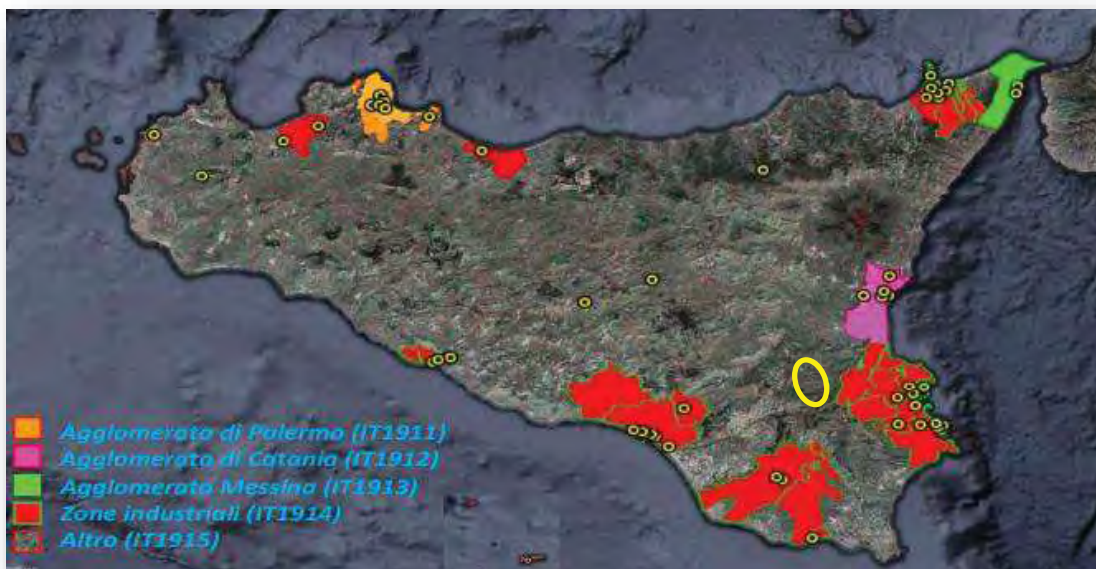 Agglomerato di Palermo (IT1911)
Agglomerato di Catania (IT1912)
Agglomerato Messina (IT1913)
Zone industriali (IT1914)
Altro (IT1915)